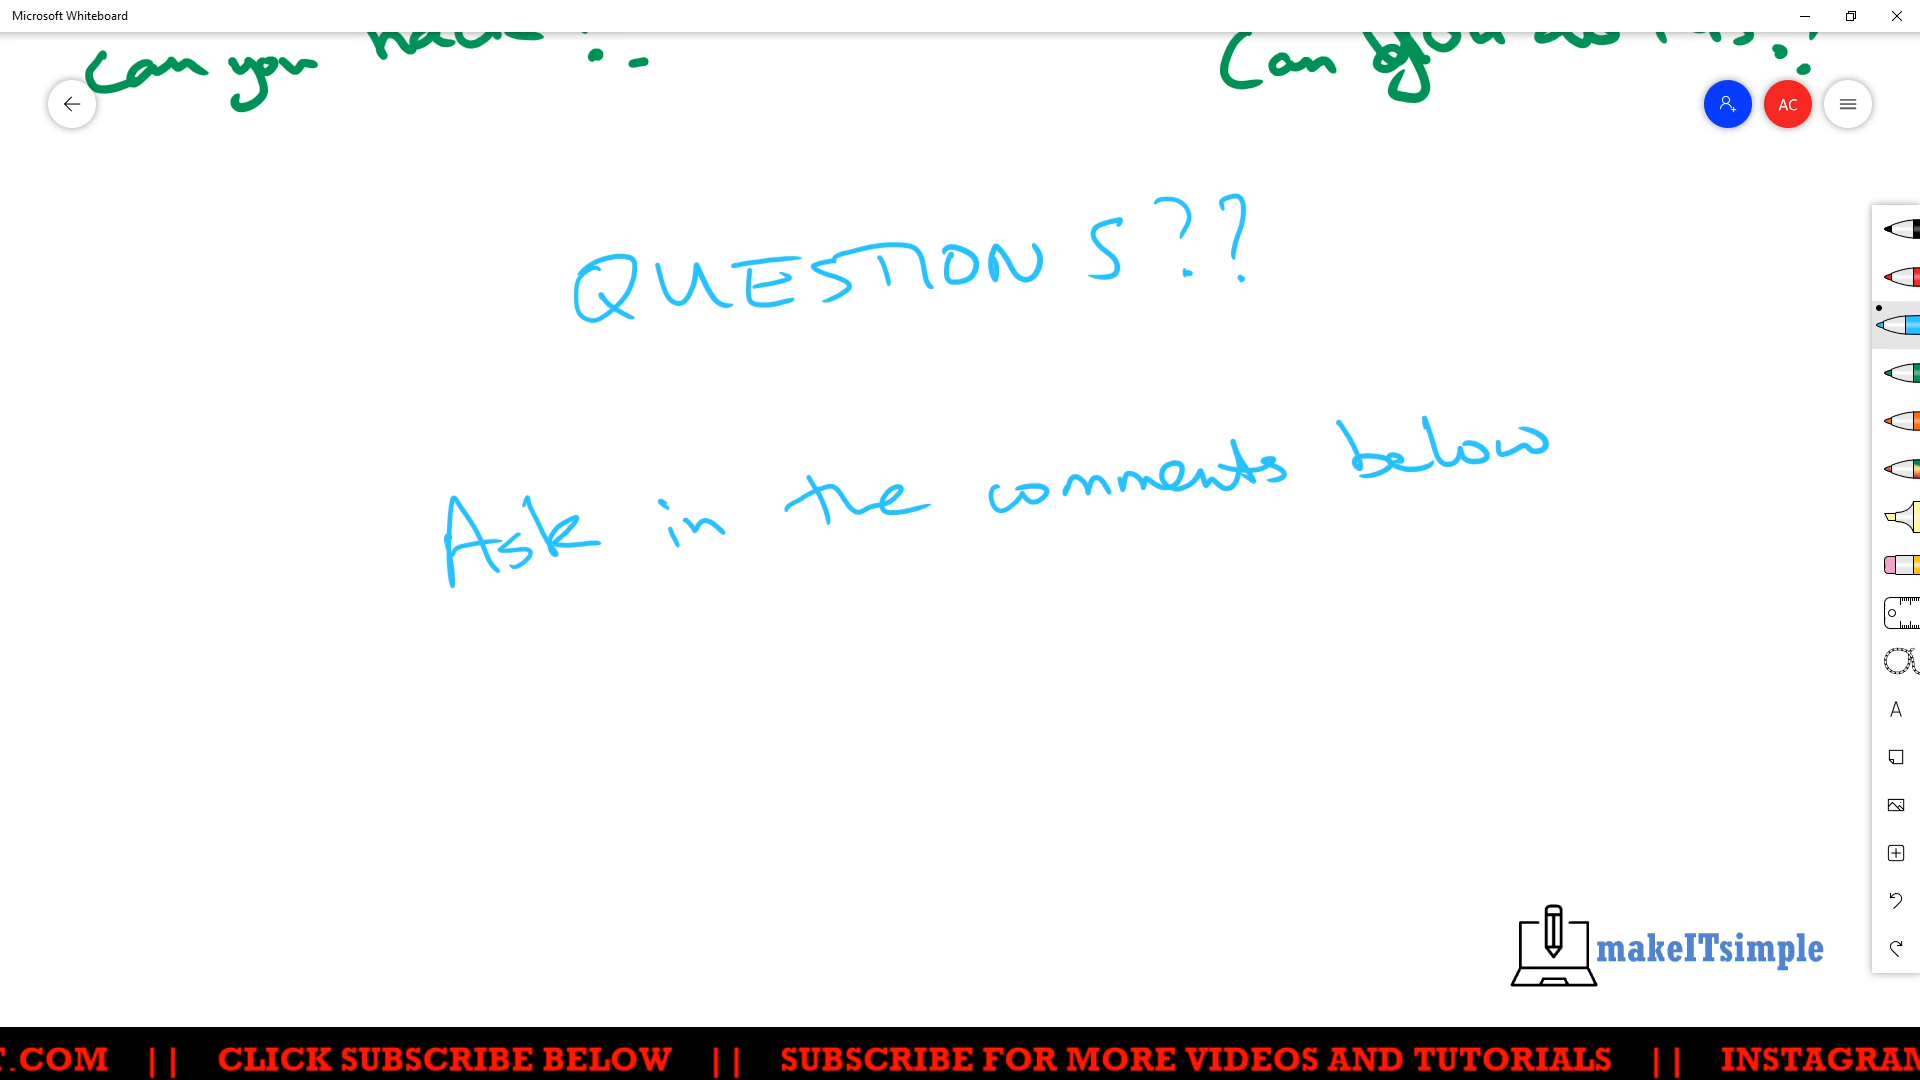 Microsoft Whiteboard
Can you
Can
AC
QUESTIONS??
Ask in the comments below
A
makeITsimple
T.COM || CLICK SUBSCRIBE BELOW || SUBSCRIBE FOR MORE VIDEOS AND TUTORIALS || INSTAGRAM